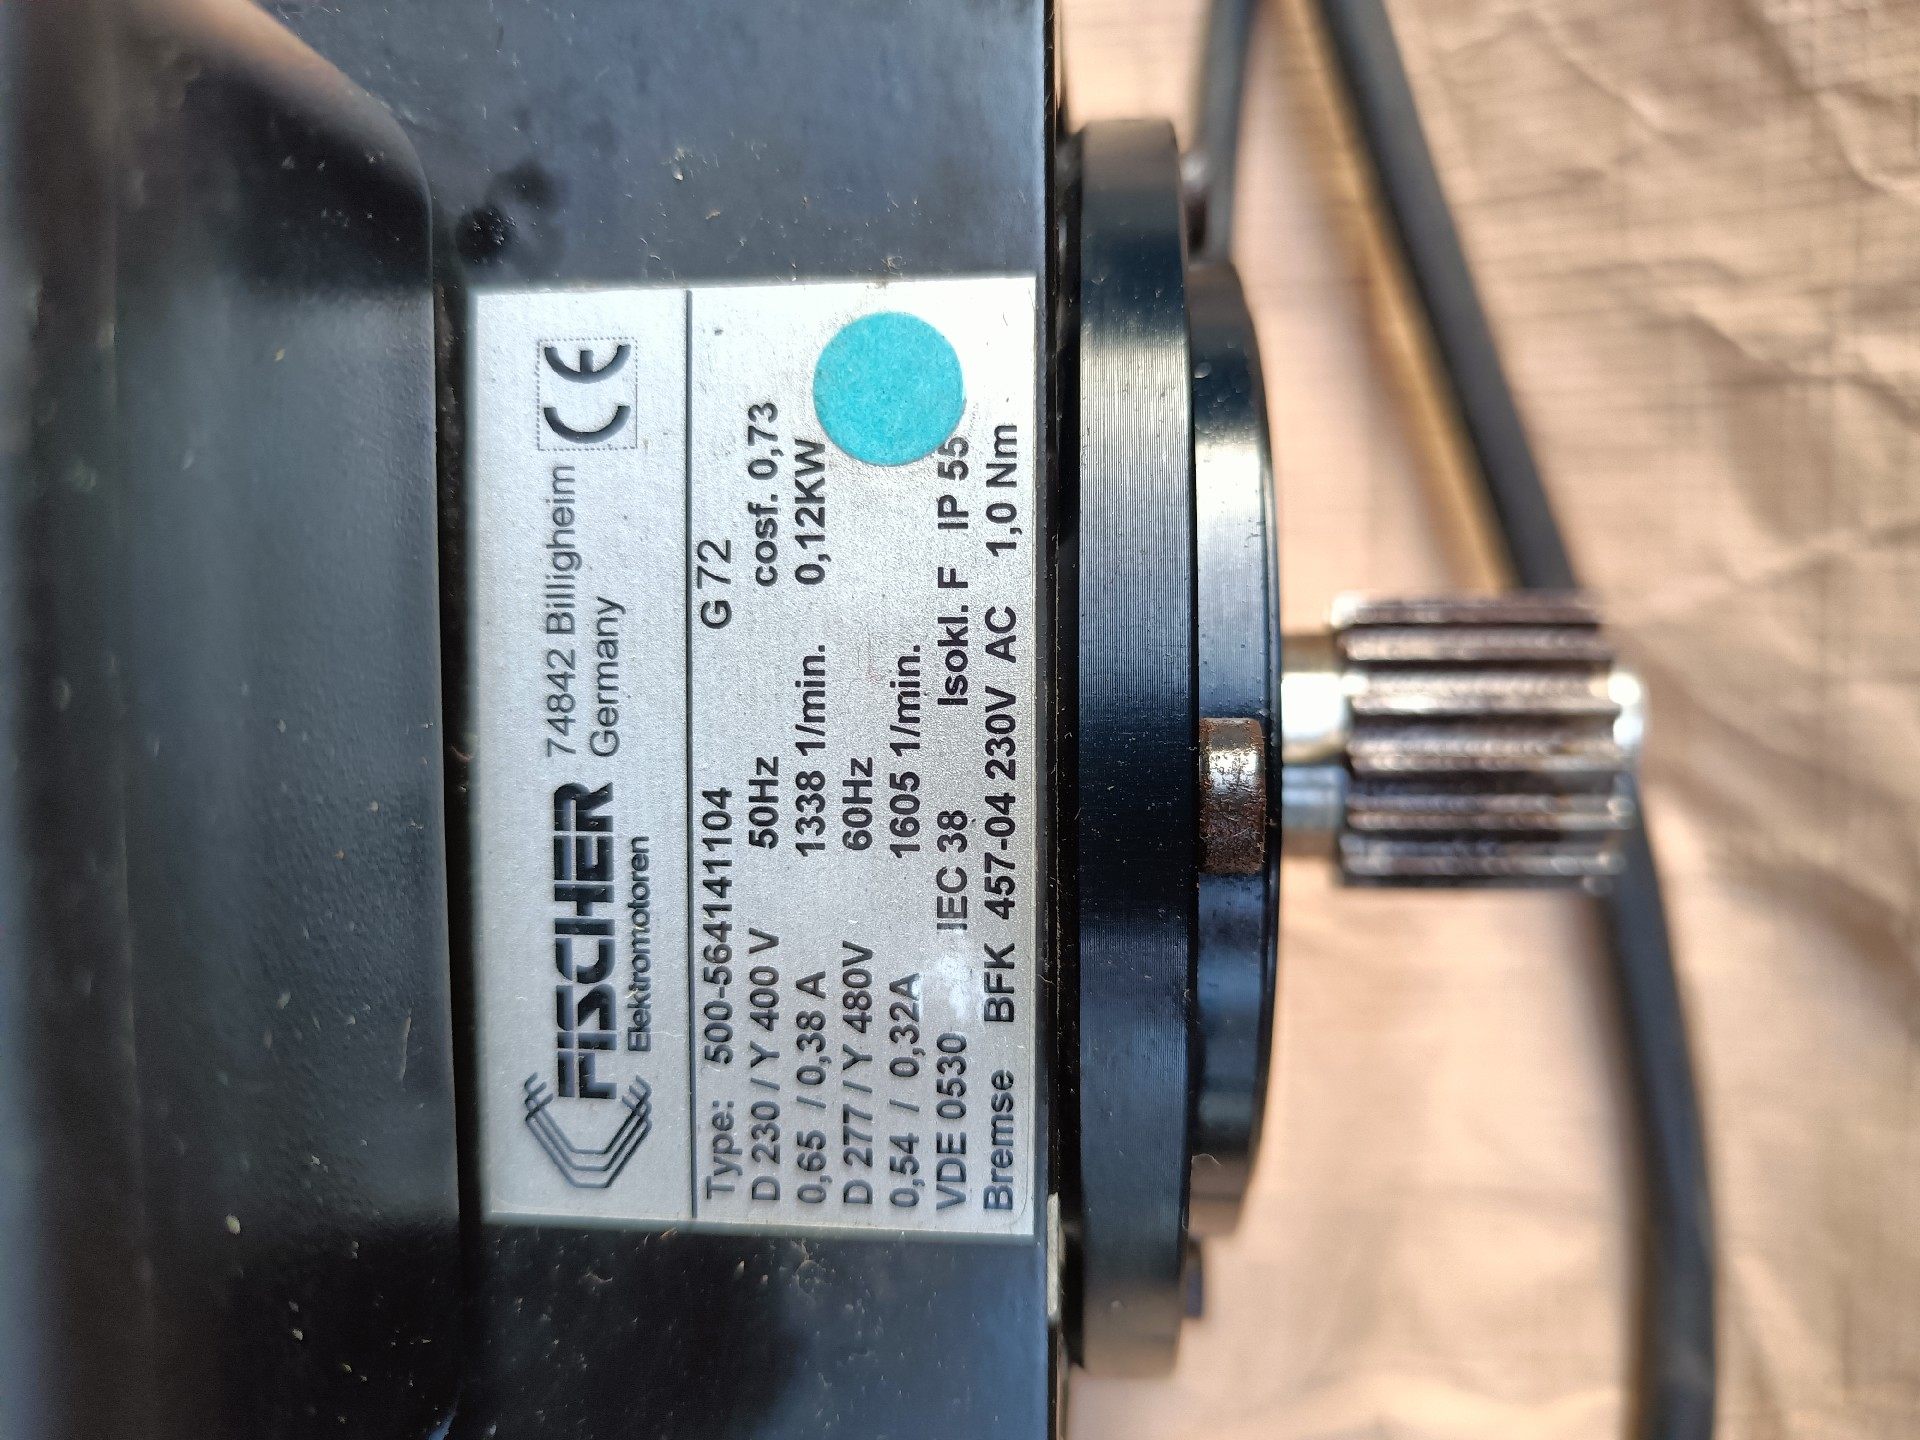 FISCHER 74842 Billigheim CE
Elektromotoren Germany
Type: 500-564141104 G 72
D 230 / Y 400 V 50Hz cosf. 0,73
0,65 / 0,38 A 1338 1/min. 0,12KW
D 277 / Y 480V 60Hz
0,54 / 0,32A 1605 1/min.
VDE 0530 IEC 38 Isokl. F IP 55
Bremse BFK 457-04 230V AC 1,0 Nm